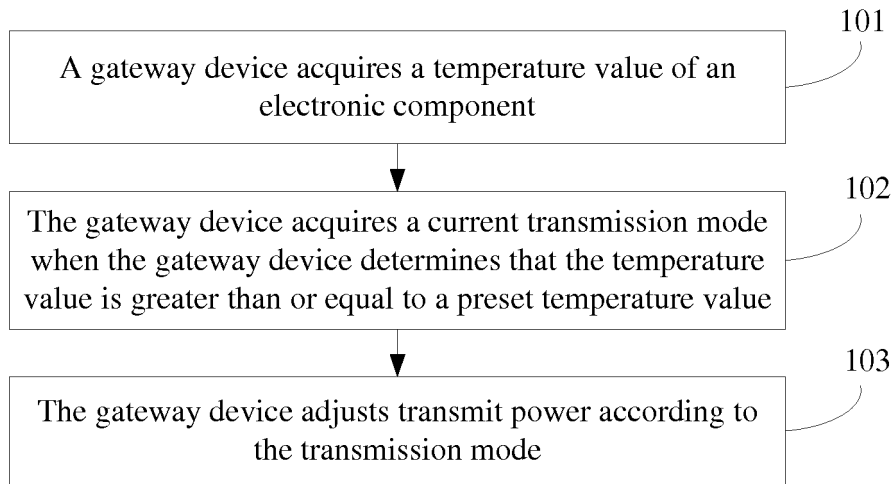 101
A gateway device acquires a temperature value of an
electronic component
102
The gateway device acquires a current transmission mode
when the gateway device determines that the temperature
value is greater than or equal to a preset temperature value
103
The gateway device adjusts transmit power according to
the transmission mode